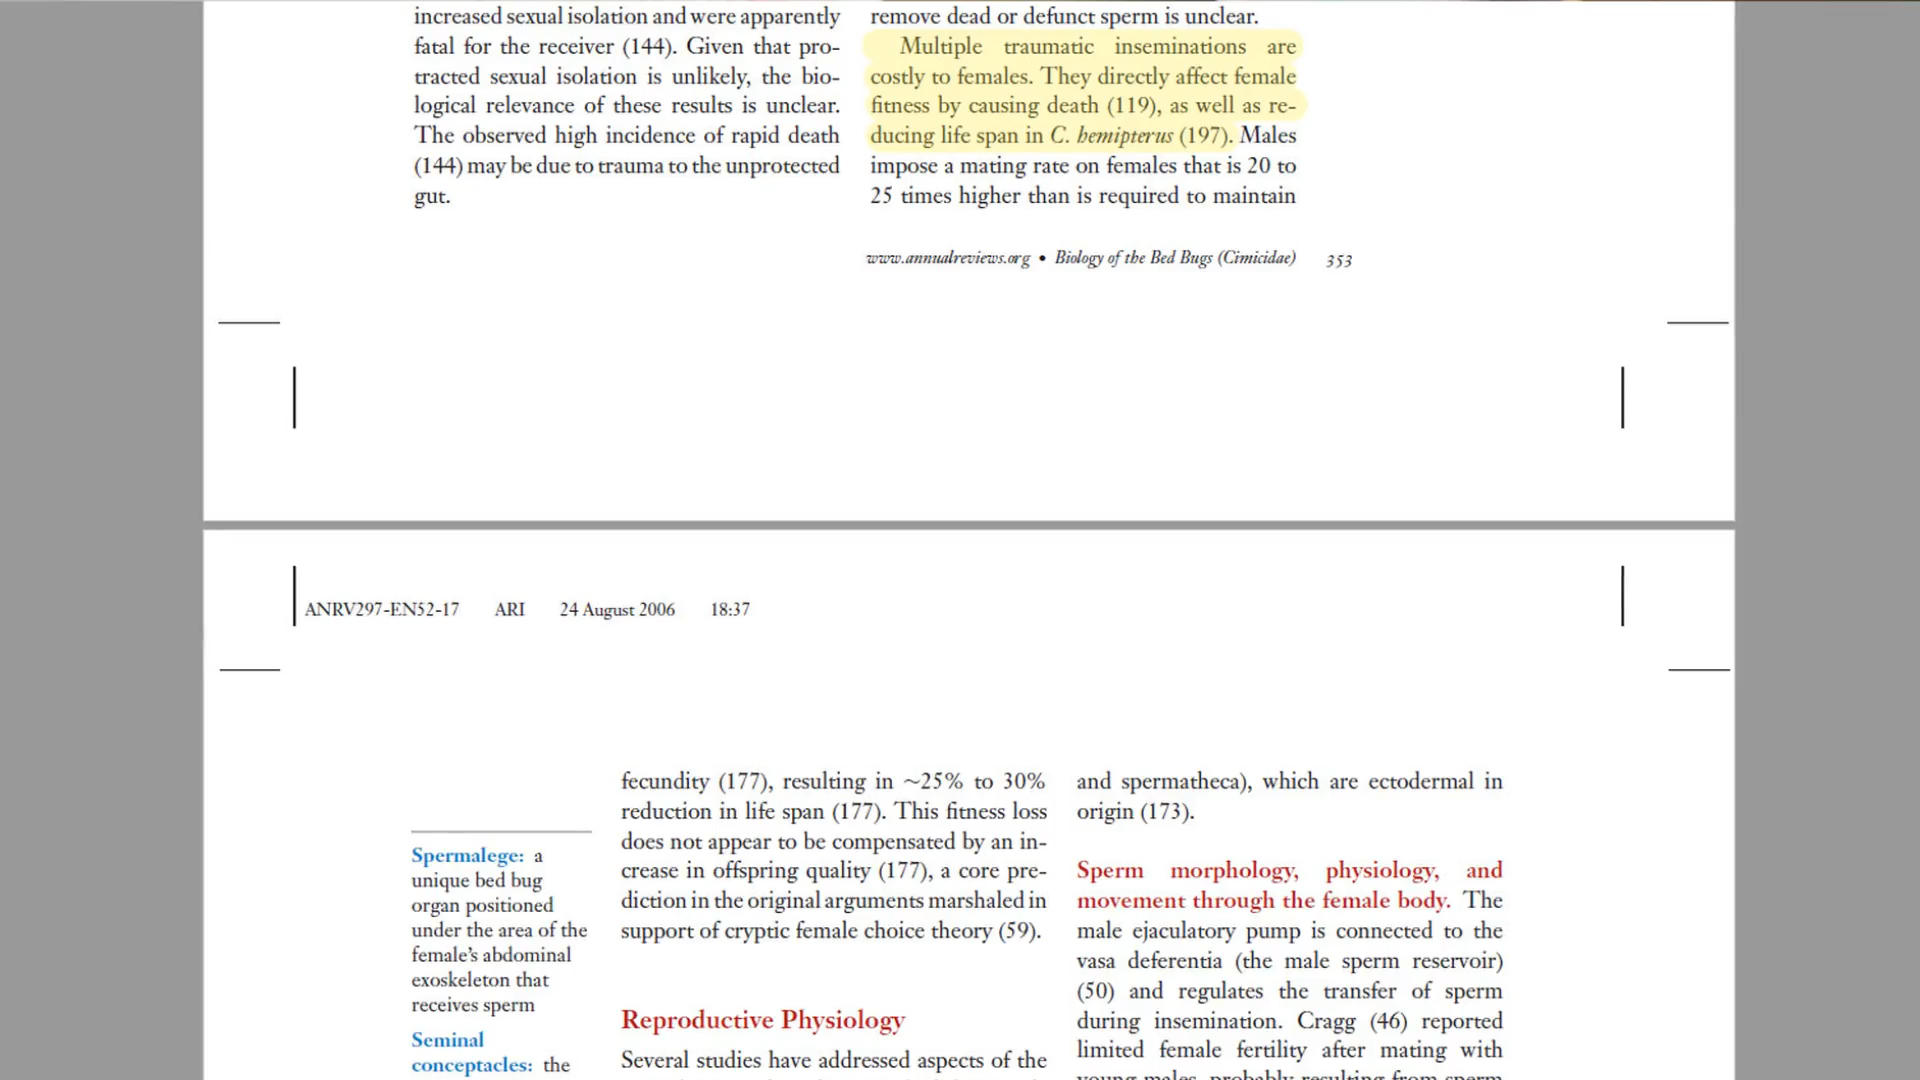 increased sexual isolation and were apparently
fatal for the receiver (144). Given that pro-
tracted sexual isolation is unlikely, the bio-
logical relevance of these results is unclear.
The observed high incidence of rapid death
(144) may be due to trauma to the unprotected
gut.
remove dead or defunct sperm is unclear.
Multiple traumatic inseminations are
costly to females. They directly affect female
fitness by causing death (119), as well as re-
ducing life span in C. hemipterus (197). Males
impose a mating rate on females that is 20 to
25 times higher than is required to maintain
www.annualreviews.org • Biology of the Bed Bugs (Cimicidae) 353
ANRV297-EN52-17 ARI 24 August 2006 18:37
Spermalege: a
unique bed bug
organ positioned
under the area of the
female's abdominal
exoskeleton that
receives sperm
Seminal
conceptacles: the
fecundity (177), resulting in ~25% to 30%
reduction in life span (177). This fitness loss
does not appear to be compensated by an in-
crease in offspring quality (177), a core pre-
diction in the original arguments marshaled in
support of cryptic female choice theory (59).
Reproductive Physiology
Several studies have addressed aspects of the
and spermatheca), which are ectodermal in
origin (173).
Sperm morphology, physiology, and
movement through the female body. The
male ejaculatory pump is connected to the
vasa deferentia (the male sperm reservoir)
(50) and regulates the transfer of sperm
during insemination. Cragg (46) reported
limited female fertility after mating with
young males, probably resulting from sperm